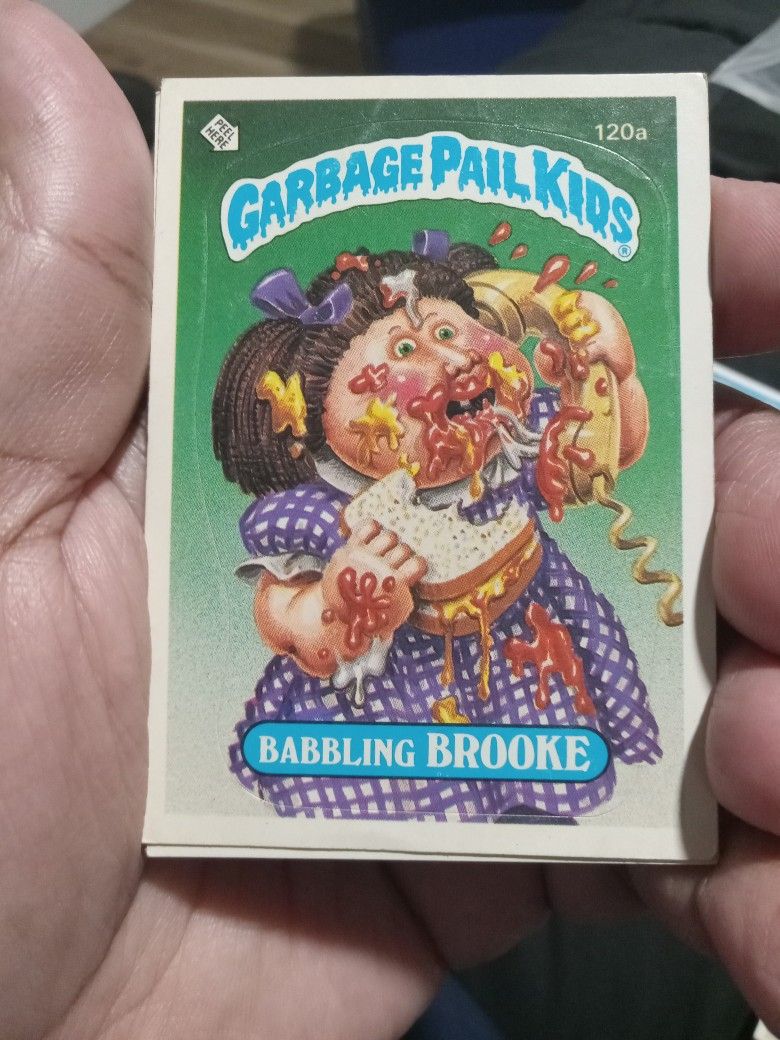 PEEL
HERE
120a
GARBAGE PAIL KIDS
®
BABBLING BROOKE